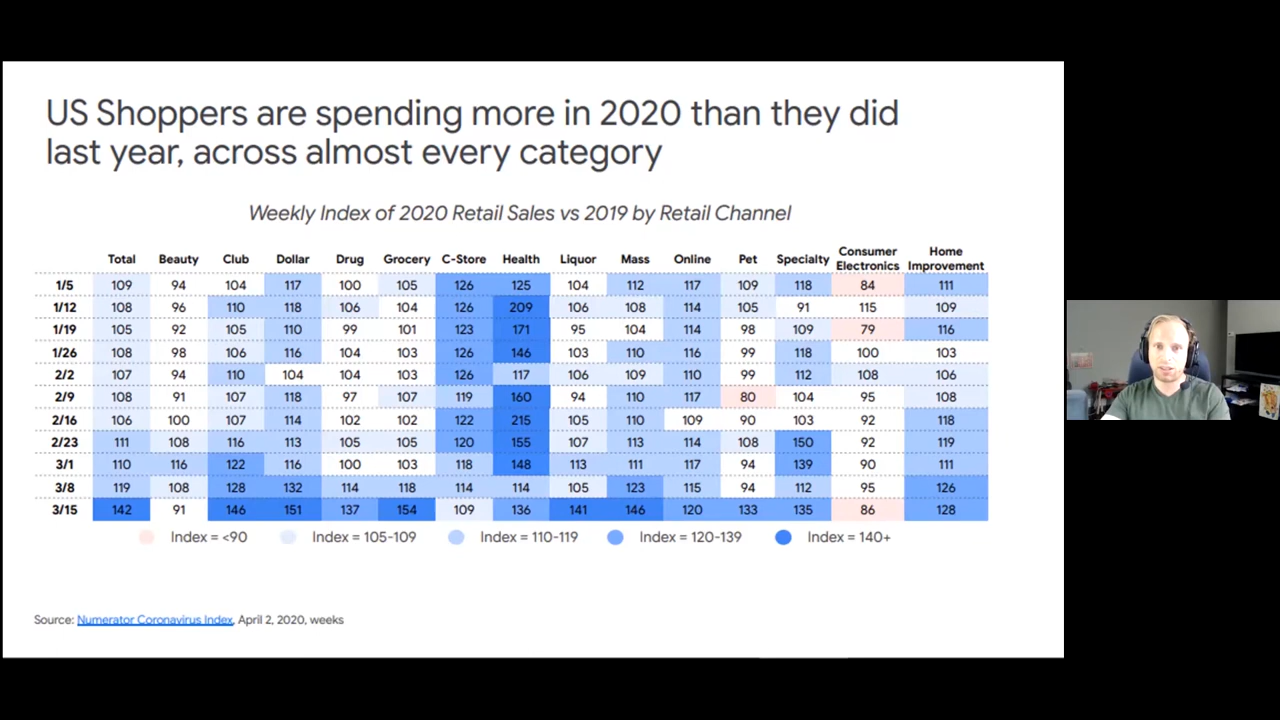 US Shoppers are spending more in 2020 than they did
last year, across almost every category
Weekly Index of 2020 Retail Sales vs 2019 by Retail Channel
Total Beauty Club Dollar Drug Grocery C-Store Health Liquor Mass Online Pet Specialty Consumer Electronics Home Improvement
1/5 109 94 104 117 100 105 126 125 104 112 117 109 118 84 111
1/12 108 96 110 118 106 104 126 209 106 108 114 105 91 115 109
1/19 105 92 105 110 99 101 123 171 95 104 114 98 109 79 116
1/26 108 98 106 116 104 103 126 146 103 110 116 99 118 100 103
2/2 107 94 110 104 104 103 126 117 106 109 110 99 112 108 106
2/9 108 91 107 118 97 107 119 160 94 110 117 80 104 95 108
2/16 106 100 107 114 102 102 122 215 105 110 109 90 103 92 118
2/23 111 108 116 113 105 105 120 155 107 113 114 108 150 92 119
3/1 110 116 122 116 100 103 118 148 113 111 117 94 139 90 111
3/8 119 108 128 132 114 118 114 114 105 123 115 94 112 95 126
3/15 142 91 146 151 137 154 109 136 141 146 120 133 135 86 128
Index = <90 Index = 105-109 Index = 110-119 Index = 120-139 Index = 140+
Source: Numerator Coronavirus Index, April 2, 2020, weeks